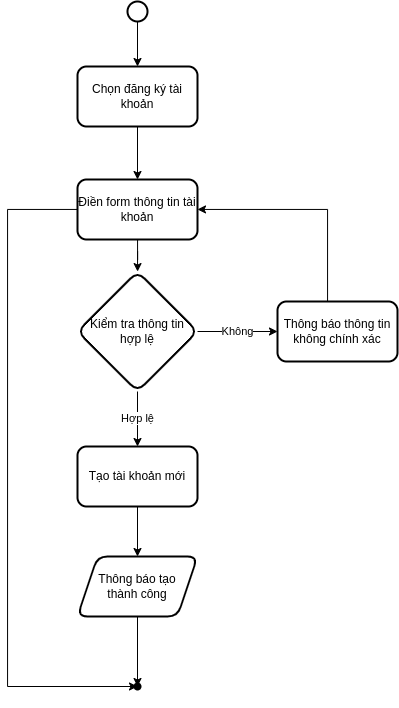 Chọn đăng ký tài
khoản
Điền form thông tin tài
khoản
Kiểm tra thông tin
hợp lệ
Không
Thông báo thông tin
không chính xác
Hợp lệ
Tạo tài khoản mới
Thông báo tạo
thành công